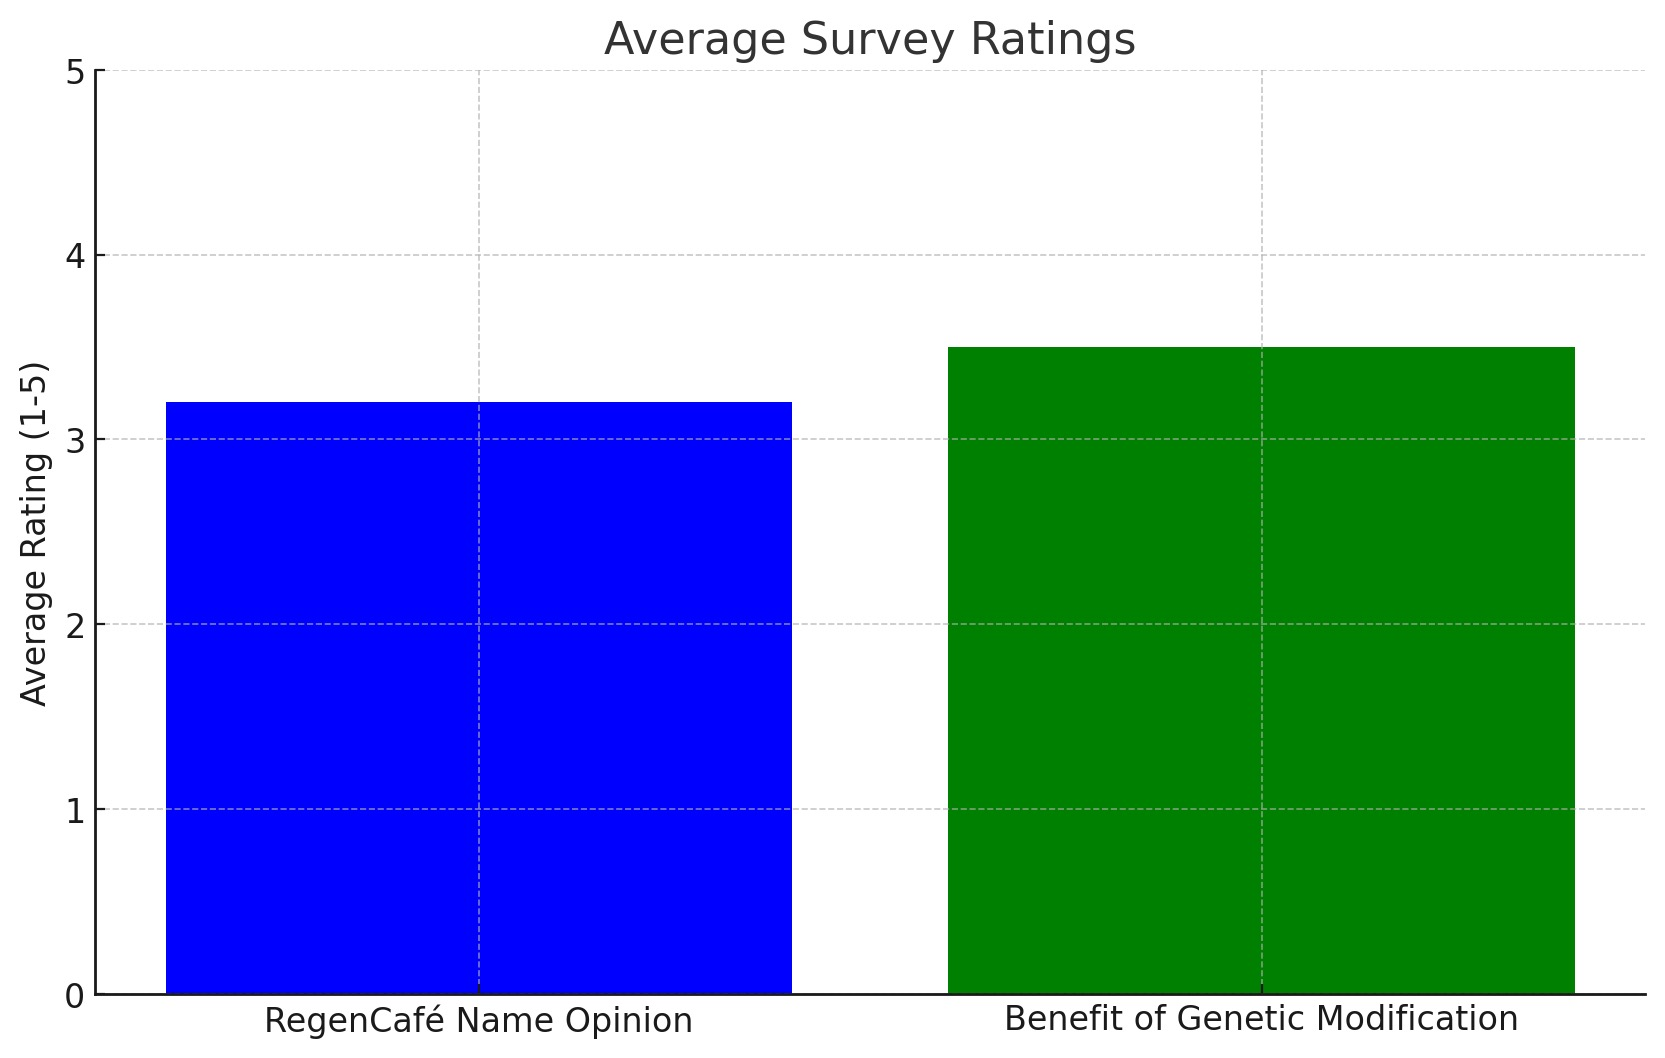 Average Survey Ratings
5
4
3
2
1
0
Average Rating (1-5)
RegenCafé Name Opinion
Benefit of Genetic Modification